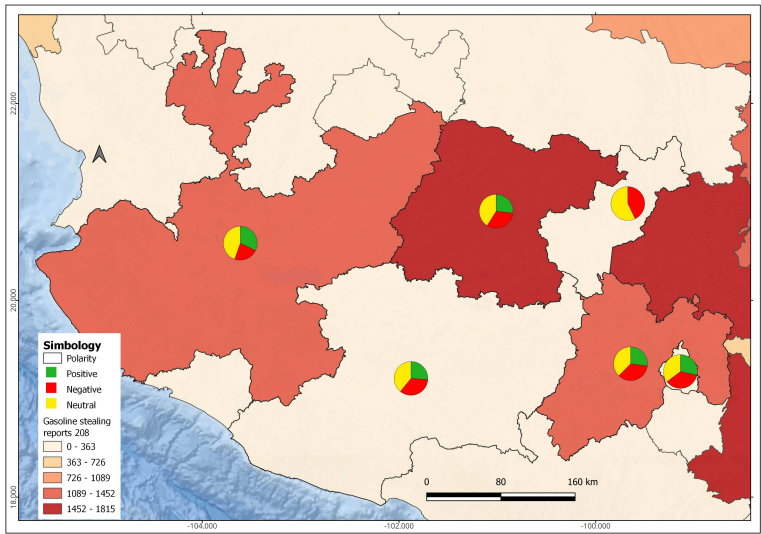 22.000
20.000
18.000
Simbology
Polarity
Positive
Negative
Neutral
Gasoline stealing
reports 208
0 - 363
363 - 726
726 - 1089
1089 - 1452
1452 - 1815
0 80 160 km
-104.000 -102.000 -100.000